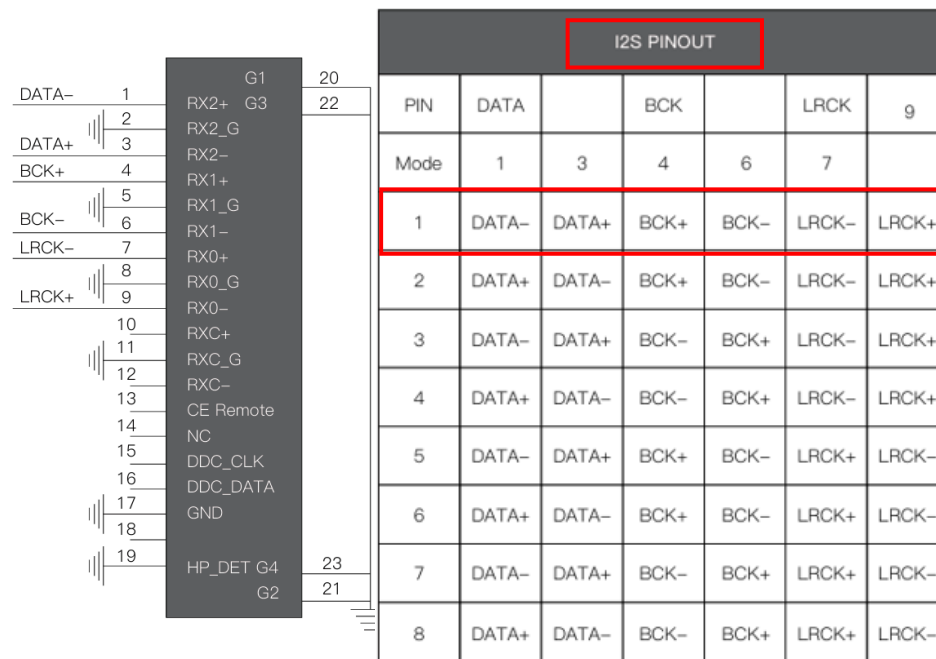 DATA–
1
2
DATA+
3
BCK+
4
5
BCK–
6
LRCK–
7
8
LRCK+
9
10
11
12
13
14
15
16
17
18
19
G1
RX2+ G3
RX2_G
RX2–
RX1+
RX1_G
RX1–
RX0+
RX0_G
RX0–
RXC+
RXC_G
RXC–
CE Remote
NC
DDC_CLK
DDC_DATA
GND
HP_DET G4
G2
20
22
23
21
I2S PINOUT
PIN DATA BCK LRCK 9
Mode 1 3 4 6 7
1 DATA– DATA+ BCK+ BCK– LRCK– LRCK+
2 DATA+ DATA– BCK+ BCK– LRCK– LRCK+
3 DATA– DATA+ BCK– BCK+ LRCK– LRCK+
4 DATA+ DATA– BCK– BCK+ LRCK– LRCK+
5 DATA– DATA+ BCK+ BCK– LRCK+ LRCK–
6 DATA+ DATA– BCK+ BCK– LRCK+ LRCK–
7 DATA– DATA+ BCK– BCK+ LRCK+ LRCK–
8 DATA+ DATA– BCK– BCK+ LRCK+ LRCK–